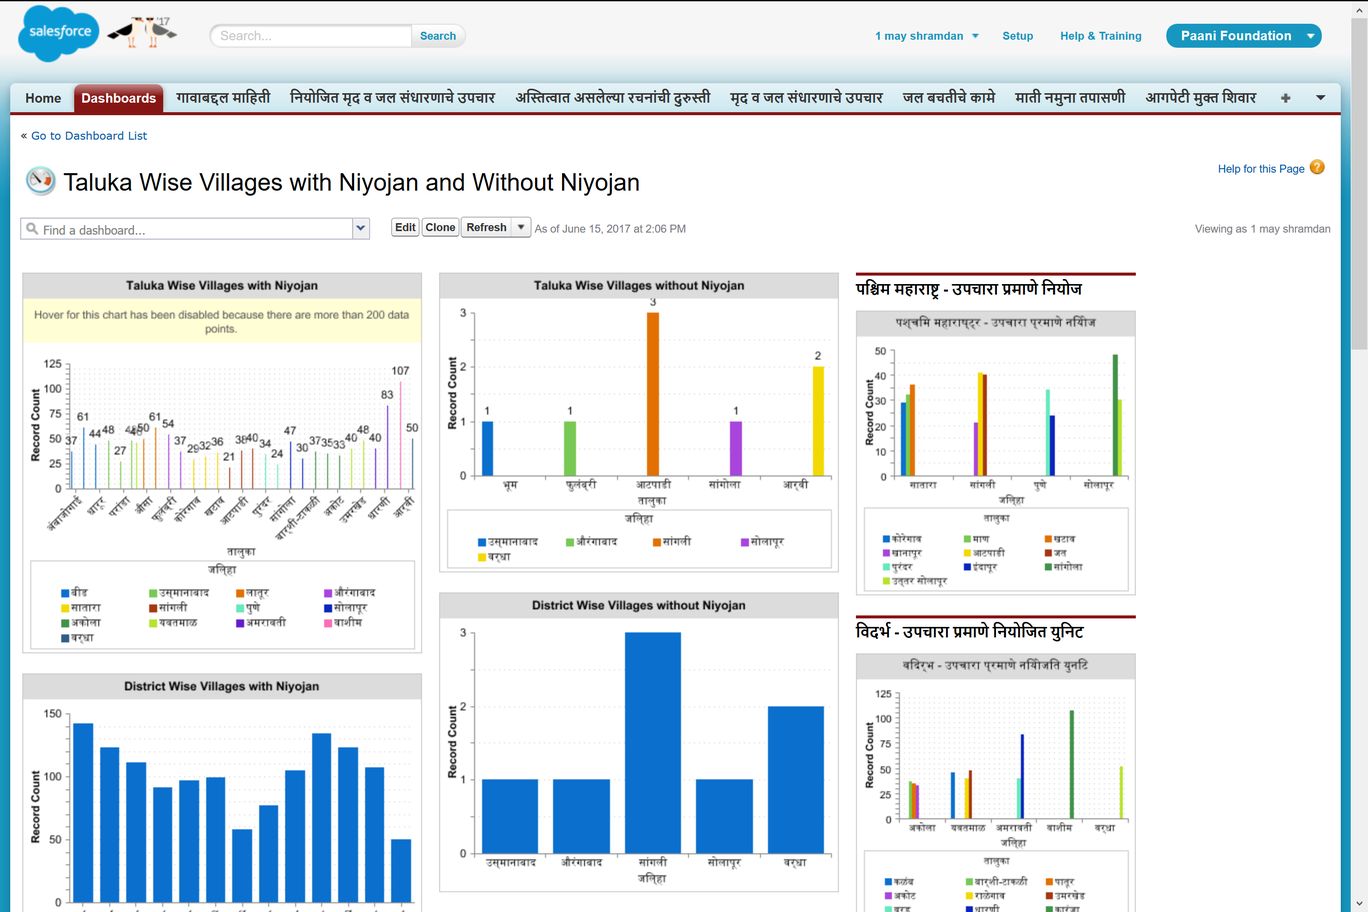 salesforce
'17
Search...
Search
1 may shramdan
Setup
Help & Training
Paani Foundation
Home
Dashboards
गावाबद्दल माहिती
नियोजित मृद व जल संधारणाचे उपचार
अस्तित्वात असलेल्या रचनांची दुरुस्ती
मृद व जल संधारणाचे उपचार
जल बचतीचे कामे
माती नमुना तपासणी
आगपेटी मुक्त शिवार
+
« Go to Dashboard List
Taluka Wise Villages with Niyojan and Without Niyojan
Help for this Page
Find a dashboard...
Edit
Clone
Refresh
As of June 15, 2017 at 2:06 PM
Viewing as 1 may shramdan
Taluka Wise Villages with Niyojan
Hover for this chart has been disabled because there are more than 200 data
points.
Record Count
125
100
75
50
25
0
37 61 44 48 27 50 61 54 37 29 32 36 21 38 40 34 24 47 30 37 35 33 40 48 40 83 107 50
अंबाजोगाई धारूर परांडा औसा फुलंब्री कोरेगाव खटाव आटपाडी पुरंदर सांगोला बार्शी-टाकळी अकोट उमरखेड धारणी आर्वी
तालुका
जिल्हा
बीड उस्मानाबाद लातूर औरंगाबाद
सातारा सांगली पुणे सोलापूर
अकोला यवतमाळ अमरावती वाशीम
वर्धा
District Wise Villages with Niyojan
Record Count
150
100
50
0
Taluka Wise Villages without Niyojan
Record Count
3
2
1
0
1 1 3 1 2
भूम फुलंब्री आटपाडी सांगोला आर्वी
तालुका
जिल्हा
उस्मानाबाद औरंगाबाद सांगली सोलापूर
वर्धा
District Wise Villages without Niyojan
Record Count
3
2
1
0
उस्मानाबाद औरंगाबाद सांगली सोलापूर वर्धा
जिल्हा
पश्चिम महाराष्ट्र - उपचारा प्रमाणे नियोज
पश्चिम महाराष्ट्र - उपचारा प्रमाणे नियोज
Record Count
50
40
30
20
10
0
सातारा सांगली पुणे सोलापूर
जिल्हा
तालुका
कोरेगाव माण खटाव
खानापूर आटपाडी जत
पुरंदर इंदापूर सांगोला
उत्तर सोलापूर
विदर्भ - उपचारा प्रमाणे नियोजित युनिट
विदर्भ - उपचारा प्रमाणे नियोजित युनिट
Record Count
125
100
75
50
25
0
अकोला यवतमाळ अमरावती वाशीम वर्धा
जिल्हा
तालुका
कळंब बार्शी-टाकळी पातूर
अकोट राळेगाव उमरखेड
वरुड धारणी कारंजा